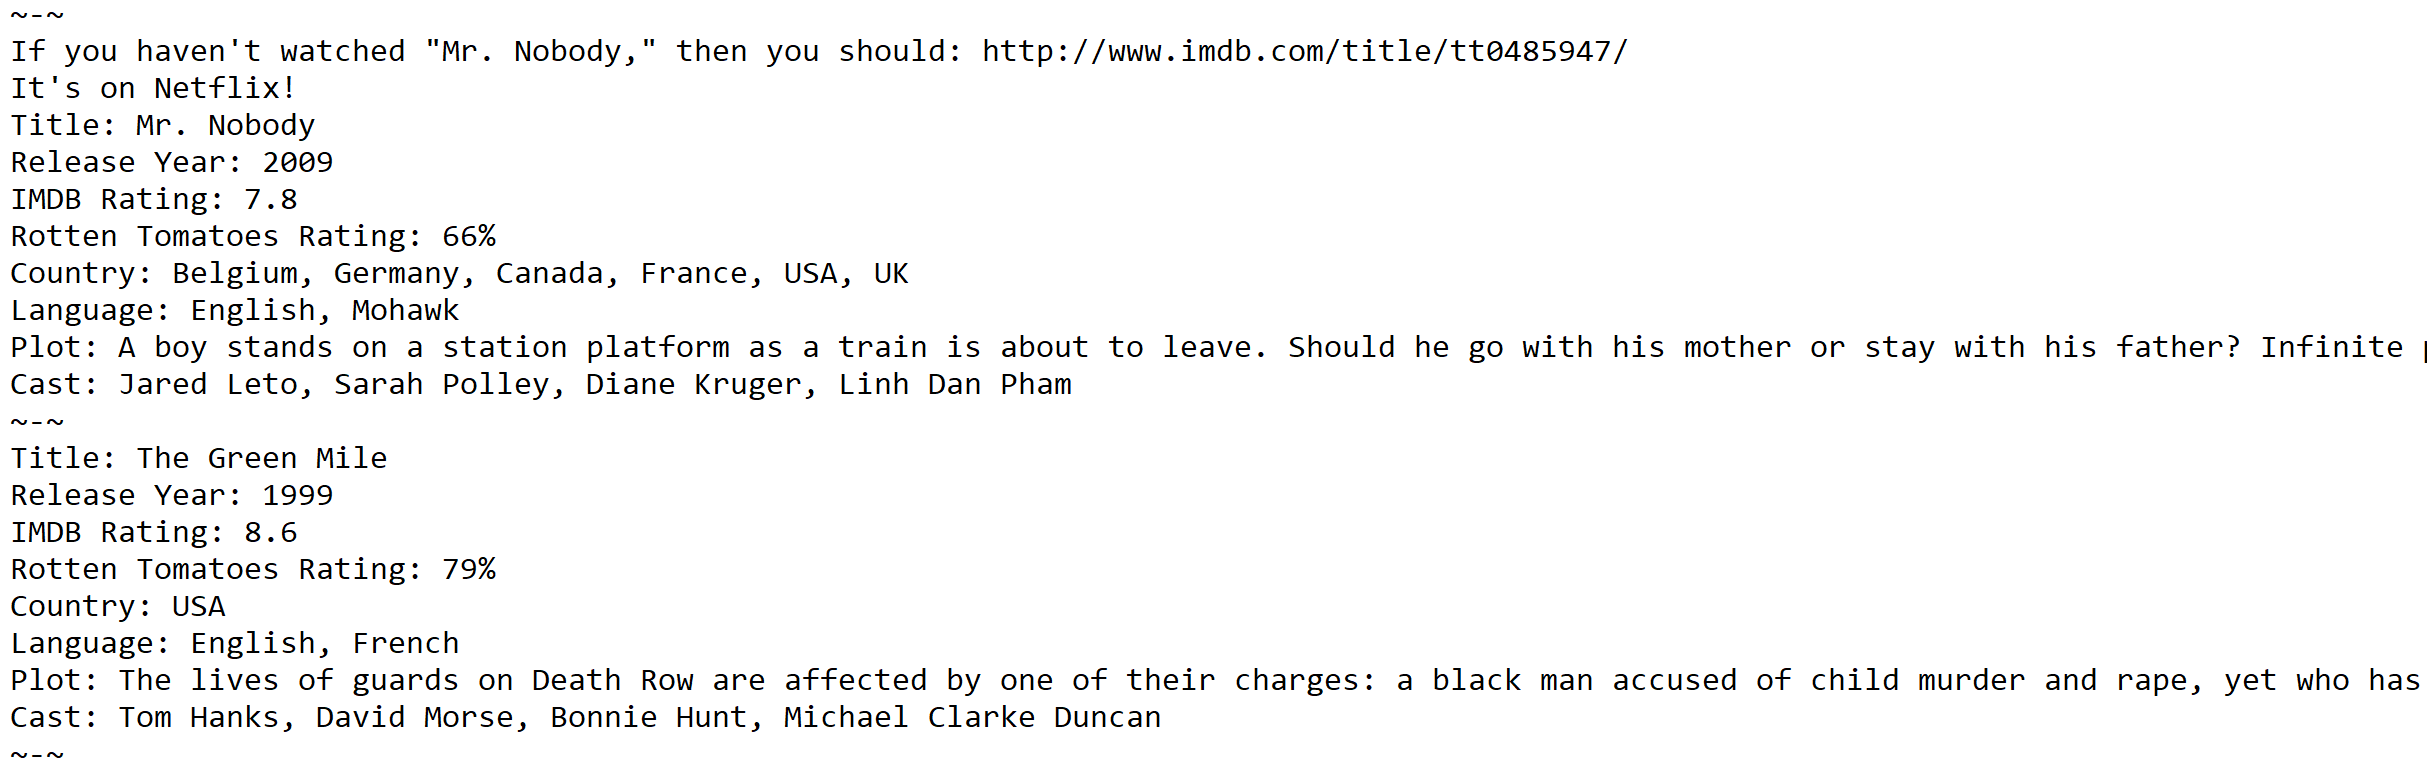 ~-~
If you haven't watched "Mr. Nobody," then you should: http://www.imdb.com/title/tt0485947/
It's on Netflix!
Title: Mr. Nobody
Release Year: 2009
IMDB Rating: 7.8
Rotten Tomatoes Rating: 66%
Country: Belgium, Germany, Canada, France, USA, UK
Language: English, Mohawk
Plot: A boy stands on a station platform as a train is about to leave. Should he go with his mother or stay with his father? Infinite
Cast: Jared Leto, Sarah Polley, Diane Kruger, Linh Dan Pham
~-~
Title: The Green Mile
Release Year: 1999
IMDB Rating: 8.6
Rotten Tomatoes Rating: 79%
Country: USA
Language: English, French
Plot: The lives of guards on Death Row are affected by one of their charges: a black man accused of child murder and rape, yet who has
Cast: Tom Hanks, David Morse, Bonnie Hunt, Michael Clarke Duncan
~-~